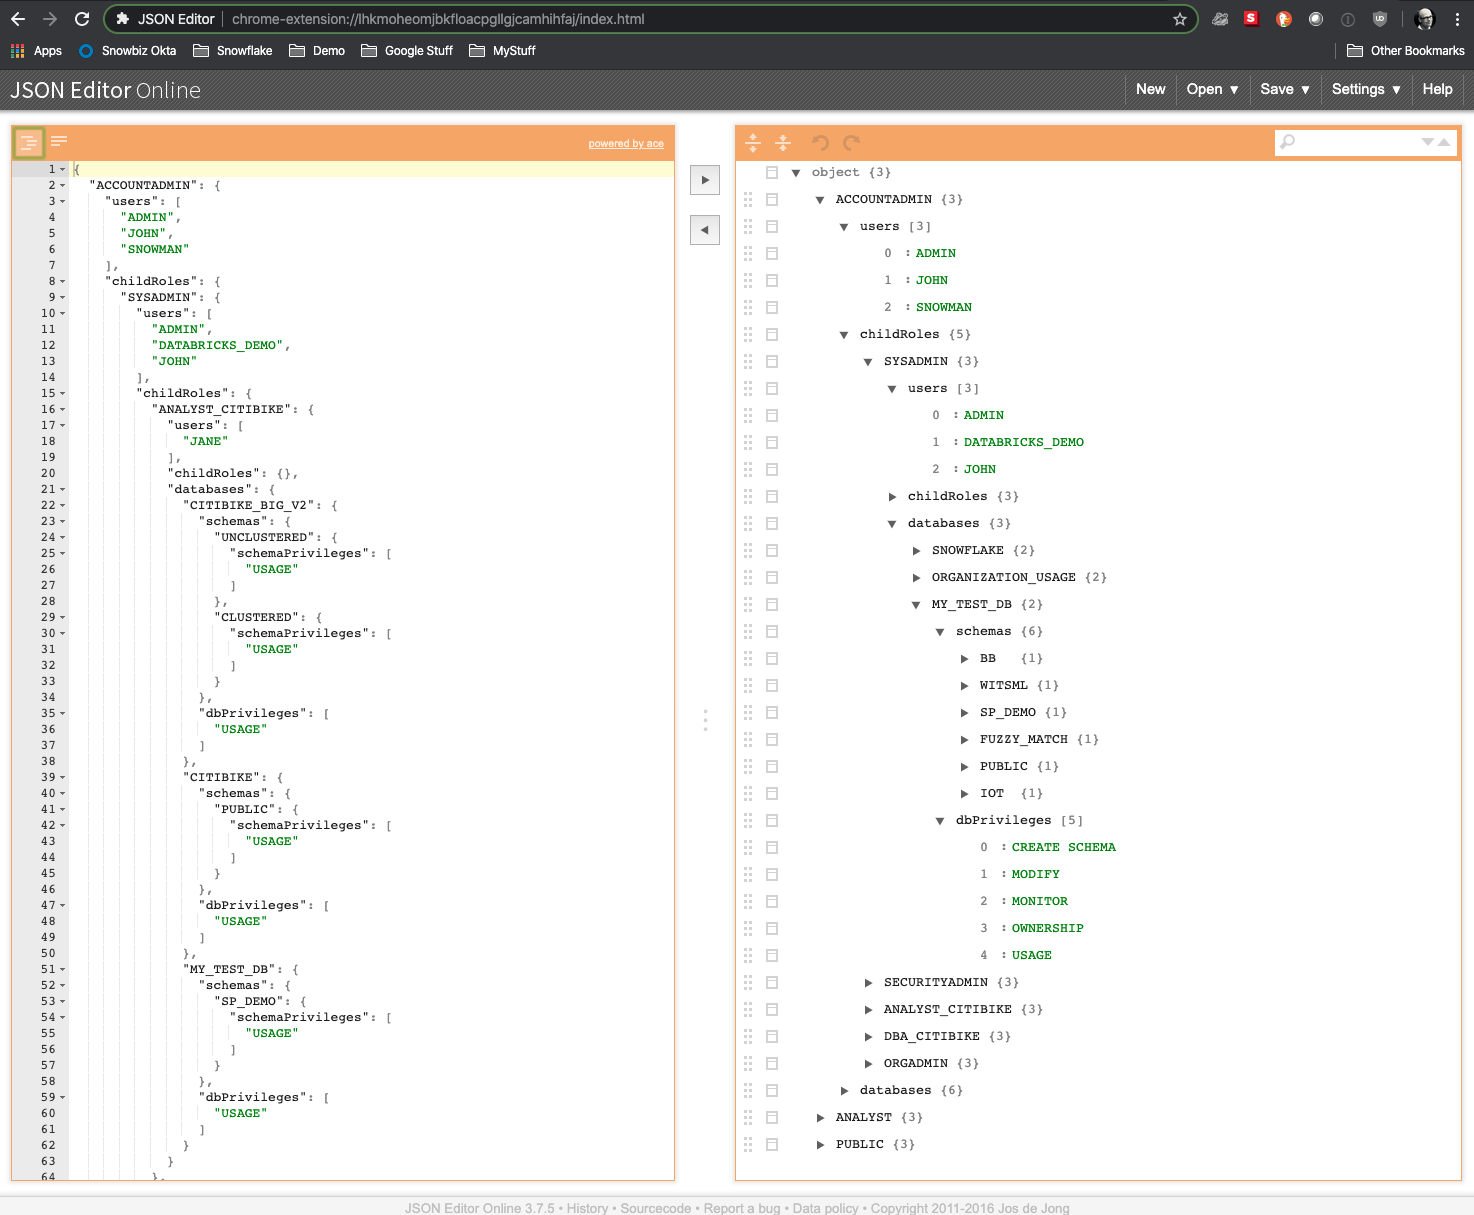 JSON Editor chrome-extension://lhkmoheomjbkfloacpgllgjcamhihfaj/index.html
Apps Snowbiz Okta Snowflake Demo Google Stuff MyStuff Other Bookmarks
JSON Editor Online New Open ▼ Save ▼ Settings ▼ Help
powered by ace
1 {
2 "ACCOUNTADMIN": {
3 "users": [
4 "ADMIN",
5 "JOHN",
6 "SNOWMAN"
7 ],
8 "childRoles": {
9 "SYSADMIN": {
10 "users": [
11 "ADMIN",
12 "DATABRICKS_DEMO",
13 "JOHN"
14 ],
15 "childRoles": {
16 "ANALYST_CITIBIKE": {
17 "users": [
18 "JANE"
19 ],
20 "childRoles": {},
21 "databases": {
22 "CITIBIKE_BIG_V2": {
23 "schemas": {
24 "UNCLUSTERED": {
25 "schemaPrivileges": [
26 "USAGE"
27 ]
28 },
29 "CLUSTERED": {
30 "schemaPrivileges": [
31 "USAGE"
32 ]
33 }
34 },
35 "dbPrivileges": [
36 "USAGE"
37 ]
38 },
39 "CITIBIKE": {
40 "schemas": {
41 "PUBLIC": {
42 "schemaPrivileges": [
43 "USAGE"
44 ]
45 }
46 },
47 "dbPrivileges": [
48 "USAGE"
49 ]
50 },
51 "MY_TEST_DB": {
52 "schemas": {
53 "SP_DEMO": {
54 "schemaPrivileges": [
55 "USAGE"
56 ]
57 }
58 },
59 "dbPrivileges": [
60 "USAGE"
61 ]
62 }
63 }
64 },
object {3}
ACCOUNTADMIN {3}
users [3]
0 : ADMIN
1 : JOHN
2 : SNOWMAN
childRoles {5}
SYSADMIN {3}
users [3]
0 : ADMIN
1 : DATABRICKS_DEMO
2 : JOHN
childRoles {3}
databases {3}
SNOWFLAKE {2}
ORGANIZATION_USAGE {2}
MY_TEST_DB {2}
schemas {6}
BB {1}
WITSML {1}
SP_DEMO {1}
FUZZY_MATCH {1}
PUBLIC {1}
IOT {1}
dbPrivileges [5]
0 : CREATE SCHEMA
1 : MODIFY
2 : MONITOR
3 : OWNERSHIP
4 : USAGE
SECURITYADMIN {3}
ANALYST_CITIBIKE {3}
DBA_CITIBIKE {3}
ORGADMIN {3}
databases {6}
ANALYST {3}
PUBLIC {3}
JSON Editor Online 3.7.5 • History • Sourcecode • Report a bug • Data policy • Copyright 2011-2016 Jos de Jong